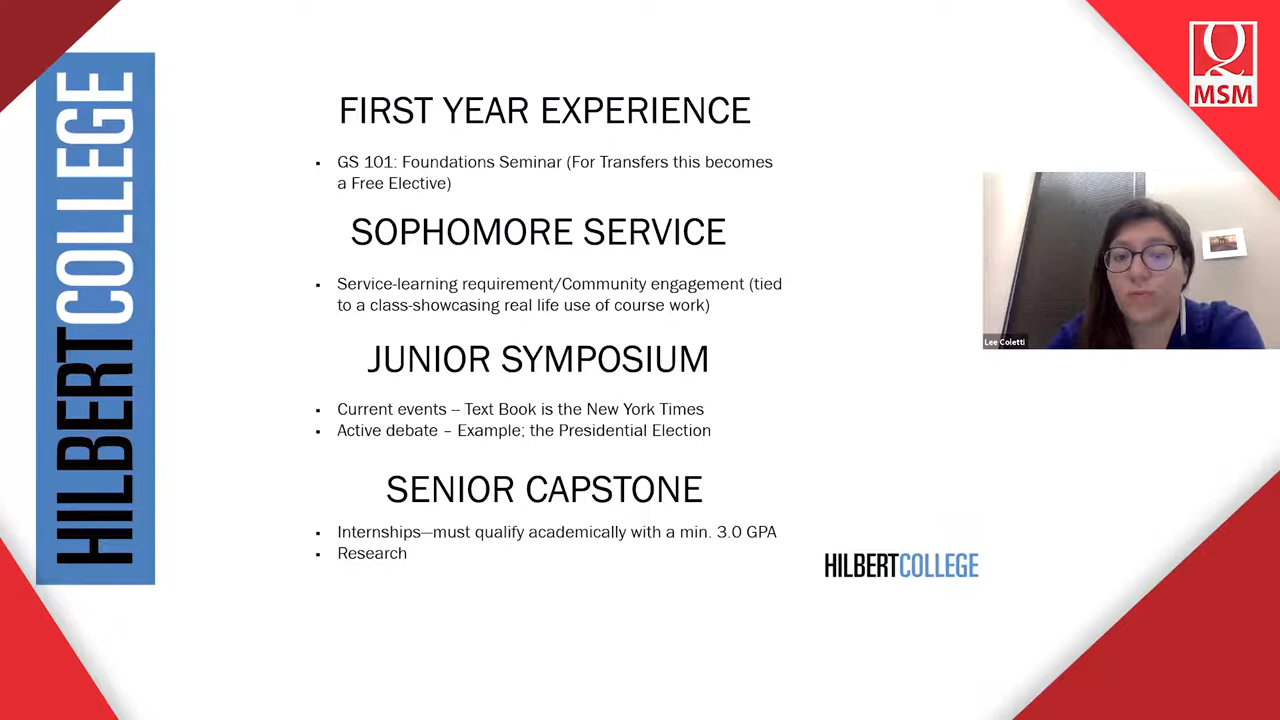 HILBERTCOLLEGE
FIRST YEAR EXPERIENCE
▪ GS 101: Foundations Seminar (For Transfers this becomes
a Free Elective)
SOPHOMORE SERVICE
▪ Service-learning requirement/Community engagement (tied
to a class-showcasing real life use of course work)
JUNIOR SYMPOSIUM
▪ Current events -- Text Book is the New York Times
▪ Active debate – Example; the Presidential Election
SENIOR CAPSTONE
▪ Internships—must qualify academically with a min. 3.0 GPA
▪ Research
HILBERTCOLLEGE
Q
MSM
Lee Coletti